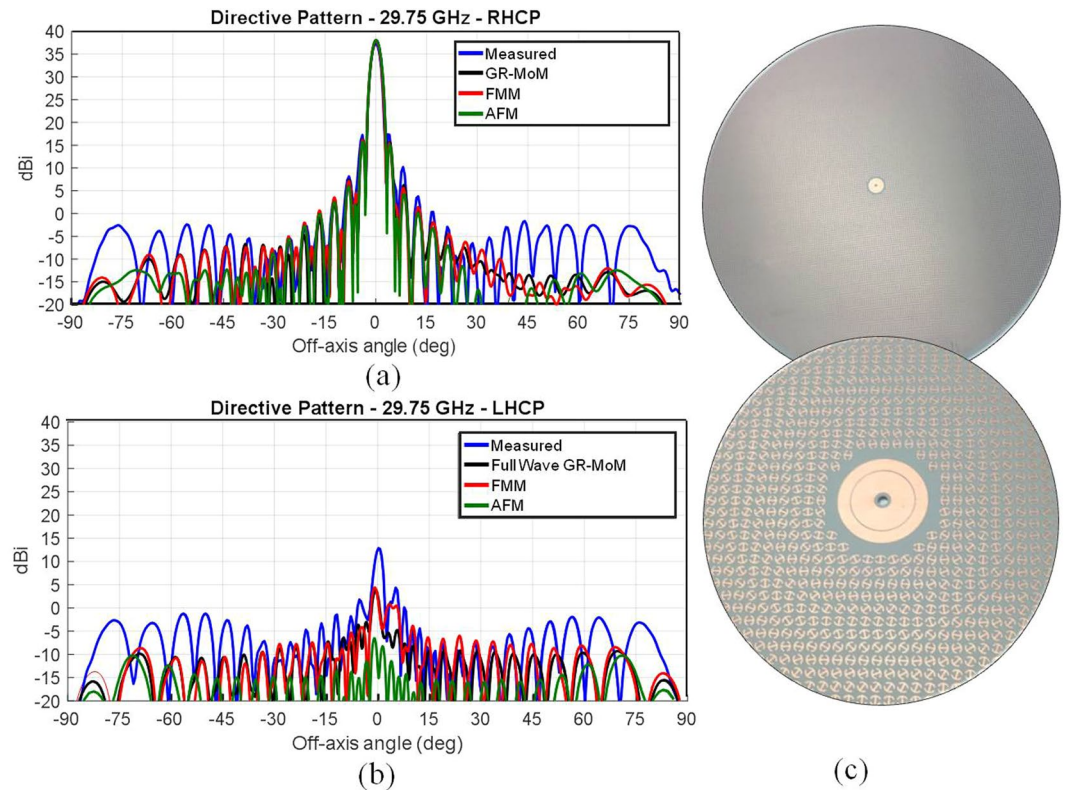 Directive Pattern - 29.75 GHz - RHCP
40
35
30
25
20
15
10
5
0
-5
-10
-15
-20
dBi
Measured
GR-MoM
FMM
AFM
-90 -75 -60 -45 -30 -15 0 15 30 45 60 75 90
Off-axis angle (deg)
(a)
Directive Pattern - 29.75 GHz - LHCP
40
35
30
25
20
15
10
5
0
-5
-10
-15
-20
dBi
Measured
Full Wave GR-MoM
FMM
AFM
-90 -75 -60 -45 -30 -15 0 15 30 45 60 75 90
Off-axis angle (deg)
(b)
(c)